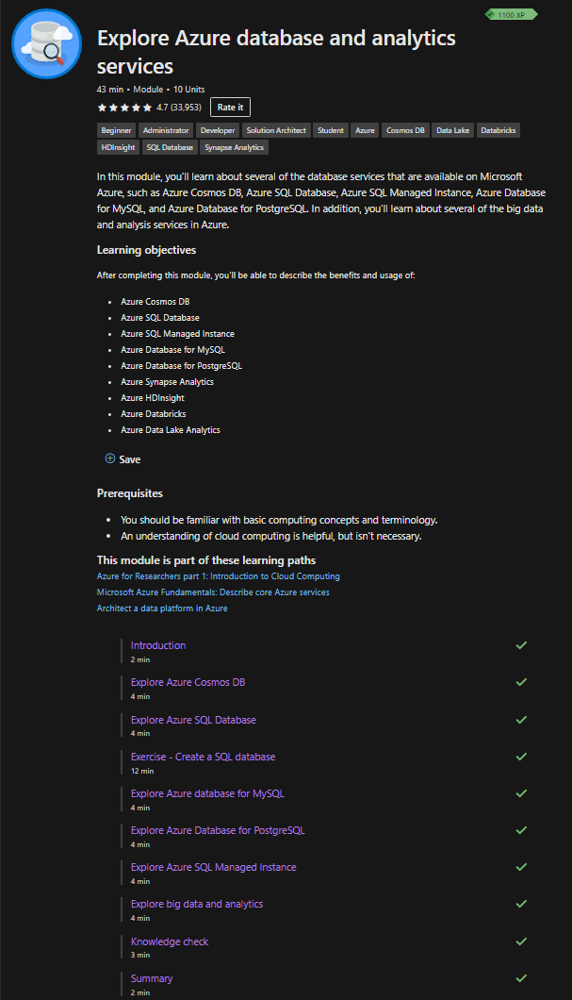 1100 XP
Explore Azure database and analytics
services
43 min • Module • 10 Units
4.7 (33,953) Rate it
Beginner Administrator Developer Solution Architect Student Azure Cosmos DB Data Lake Databricks
HDInsight SQL Database Synapse Analytics
In this module, you'll learn about several of the database services that are available on Microsoft
Azure, such as Azure Cosmos DB, Azure SQL Database, Azure SQL Managed Instance, Azure Database
for MySQL, and Azure Database for PostgreSQL. In addition, you'll learn about several of the big data
and analysis services in Azure.
Learning objectives
After completing this module, you'll be able to describe the benefits and usage of:
• Azure Cosmos DB
• Azure SQL Database
• Azure SQL Managed Instance
• Azure Database for MySQL
• Azure Database for PostgreSQL
• Azure Synapse Analytics
• Azure HDInsight
• Azure Databricks
• Azure Data Lake Analytics
Save
Prerequisites
• You should be familiar with basic computing concepts and terminology.
• An understanding of cloud computing is helpful, but isn't necessary.
This module is part of these learning paths
Azure for Researchers part 1: Introduction to Cloud Computing
Microsoft Azure Fundamentals: Describe core Azure services
Architect a data platform in Azure
Introduction
2 min
Explore Azure Cosmos DB
4 min
Explore Azure SQL Database
4 min
Exercise - Create a SQL database
12 min
Explore Azure database for MySQL
4 min
Explore Azure Database for PostgreSQL
4 min
Explore Azure SQL Managed Instance
4 min
Explore big data and analytics
4 min
Knowledge check
3 min
Summary
2 min